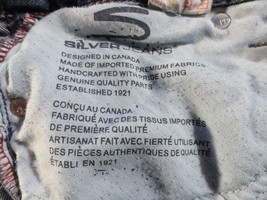 SILVER JEANS
DESIGNED IN CANADA
MADE OF IMPORTED PREMIUM FABRICS
HANDCRAFTED WITH PRIDE USING
GENUINE QUALITY PARTS
ESTABLISHED 1921
CONÇU AU CANADA
FABRIQUÉ AVEC DES TISSUS IMPORTÉS
DE PREMIÈRE QUALITÉ
ARTISANAT FAIT AVEC FIERTÉ UTILISANT
DES PIÈCES AUTHENTIQUES DE QUALITÉ
ÉTABLI EN 1921